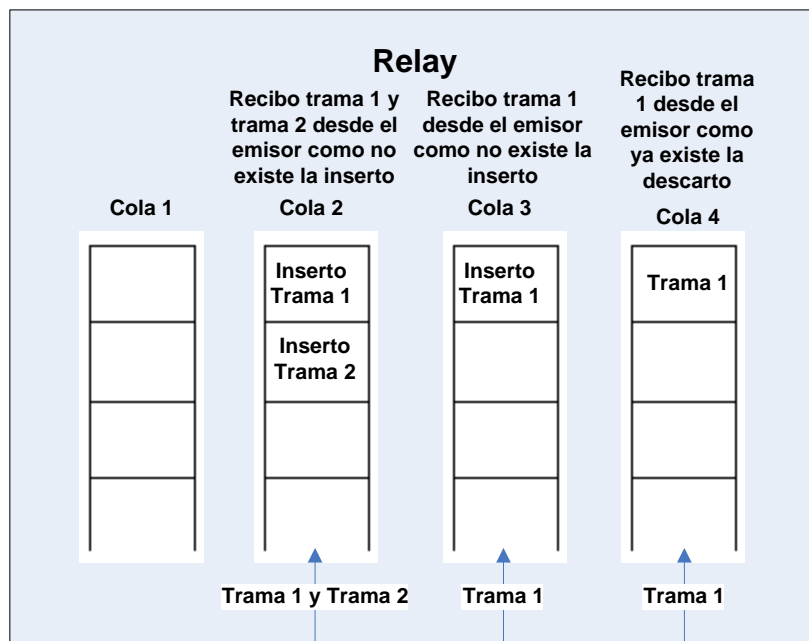 Relay
Recibo trama 1 y
trama 2 desde el
emisor como no
existe la inserto
Recibo trama 1
desde el emisor
como no existe la
inserto
Recibo trama
1 desde el
emisor como
ya existe la
descarto
Cola 1
Cola 2
Cola 3
Cola 4
Inserto
Trama 1
Inserto
Trama 2
Inserto
Trama 1
Trama 1
Trama 1 y Trama 2
Trama 1
Trama 1